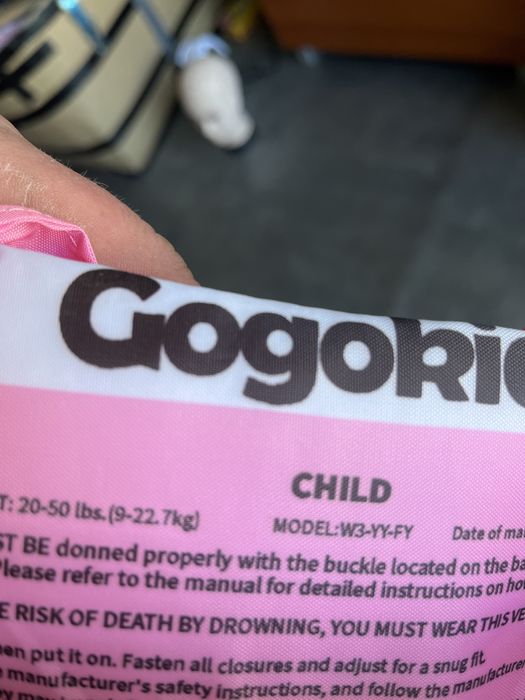 Gogokid
CHILD
T: 20-50 lbs.(9-22.7kg)
MODEL:W3-YY-FY Date of ma
ST BE donned properly with the buckle located on the ba
Please refer to the manual for detailed instructions on how
E RISK OF DEATH BY DROWNING, YOU MUST WEAR THIS VE
en put it on. Fasten all closures and adjust for a snug fit.
manufacturer's safety instructions, and follow the manufacturer